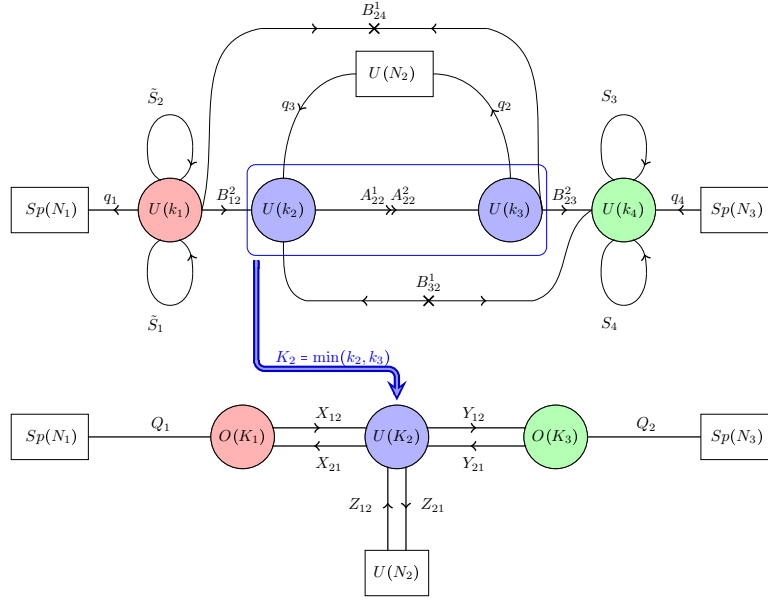 B^1_{24}
U(N_2)
S̃_2
S_3
q_3
q_2
Sp(N_1)
q_1
U(k_1)
B^2_{12}
U(k_2)
A^1_{22} A^2_{22}
U(k_3)
B^2_{23}
U(k_4)
q_4
Sp(N_3)
B^1_{32}
S̃_1
S_4
K_2 = min(k_2, k_3)
Sp(N_1)
Q_1
O(K_1)
X_{12}
X_{21}
U(K_2)
Y_{12}
Y_{21}
O(K_3)
Q_2
Sp(N_3)
Z_{12}
Z_{21}
U(N_2)